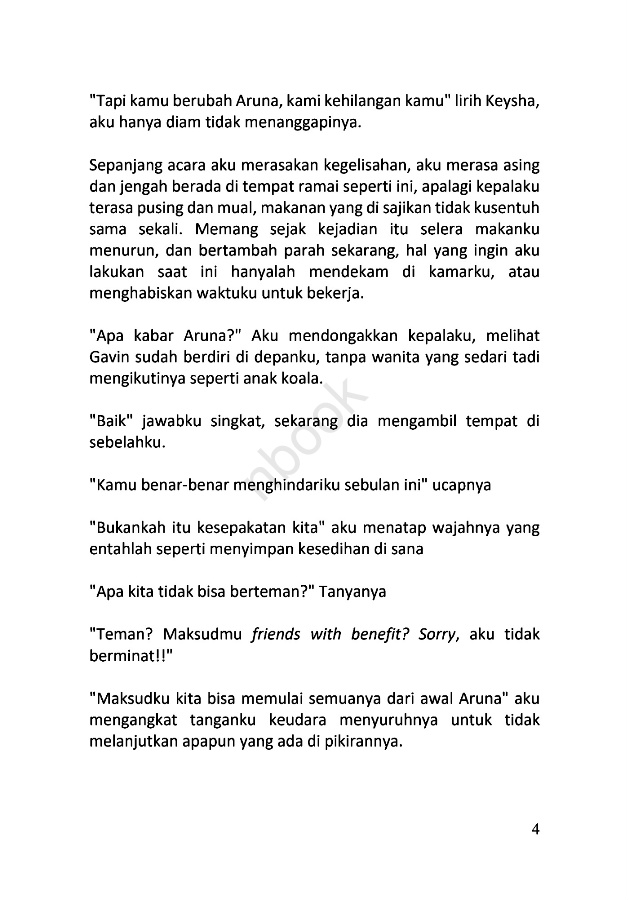 "Tapi kamu berubah Aruna, kami kehilangan kamu" lirih Keysha,
aku hanya diam tidak menanggapinya.
Sepanjang acara aku merasakan kegelisahan, aku merasa asing
dan jengah berada di tempat ramai seperti ini, apalagi kepalaku
terasa pusing dan mual, makanan yang di sajikan tidak kusentuh
sama sekali. Memang sejak kejadian itu selera makanku
menurun, dan bertambah parah sekarang, hal yang ingin aku
lakukan saat ini hanyalah mendekam di kamarku, atau
menghabiskan waktuku untuk bekerja.
"Apa kabar Aruna?" Aku mendongakkan kepalaku, melihat
Gavin sudah berdiri di depanku, tanpa wanita yang sedari tadi
mengikutinya seperti anak koala.
"Baik" jawabku singkat, sekarang dia mengambil tempat di
sebelahku.
"Kamu benar-benar menghindariku sebulan ini" ucapnya
"Bukankah itu kesepakatan kita" aku menatap wajahnya yang
entahlah seperti menyimpan kesedihan di sana
"Apa kita tidak bisa berteman?" Tanyanya
"Teman? Maksudmu friends with benefit? Sorry, aku tidak
berminat!!"
"Maksudku kita bisa memulai semuanya dari awal Aruna" aku
mengangkat tanganku keudara menyuruhnya untuk tidak
melanjutkan apapun yang ada di pikirannya.
4
nbook